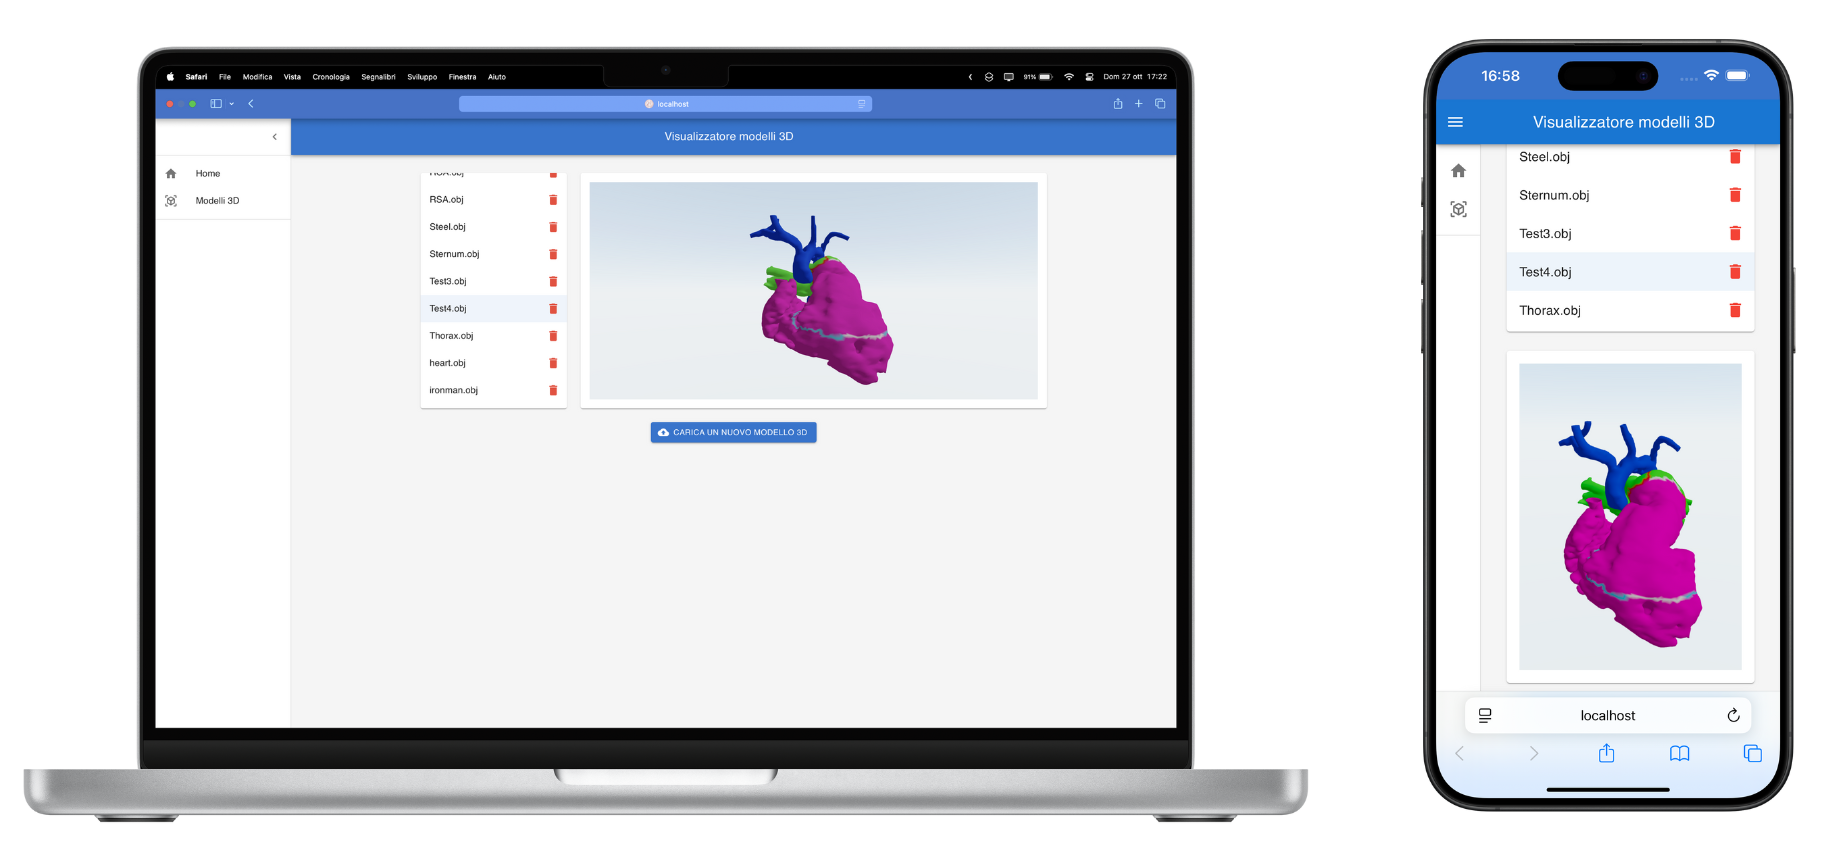 Safari File Modifica Vista Cronologia Segnalibri Sviluppo Finestra Aiuto 91% Dom 27 ott 17:22
localhost
Visualizzatore modelli 3D
Home
Modelli 3D
RSA.obj
Steel.obj
Sternum.obj
Test3.obj
Test4.obj
Thorax.obj
heart.obj
ironman.obj
CARICA UN NUOVO MODELLO 3D
16:58
Visualizzatore modelli 3D
Steel.obj
Sternum.obj
Test3.obj
Test4.obj
Thorax.obj
localhost